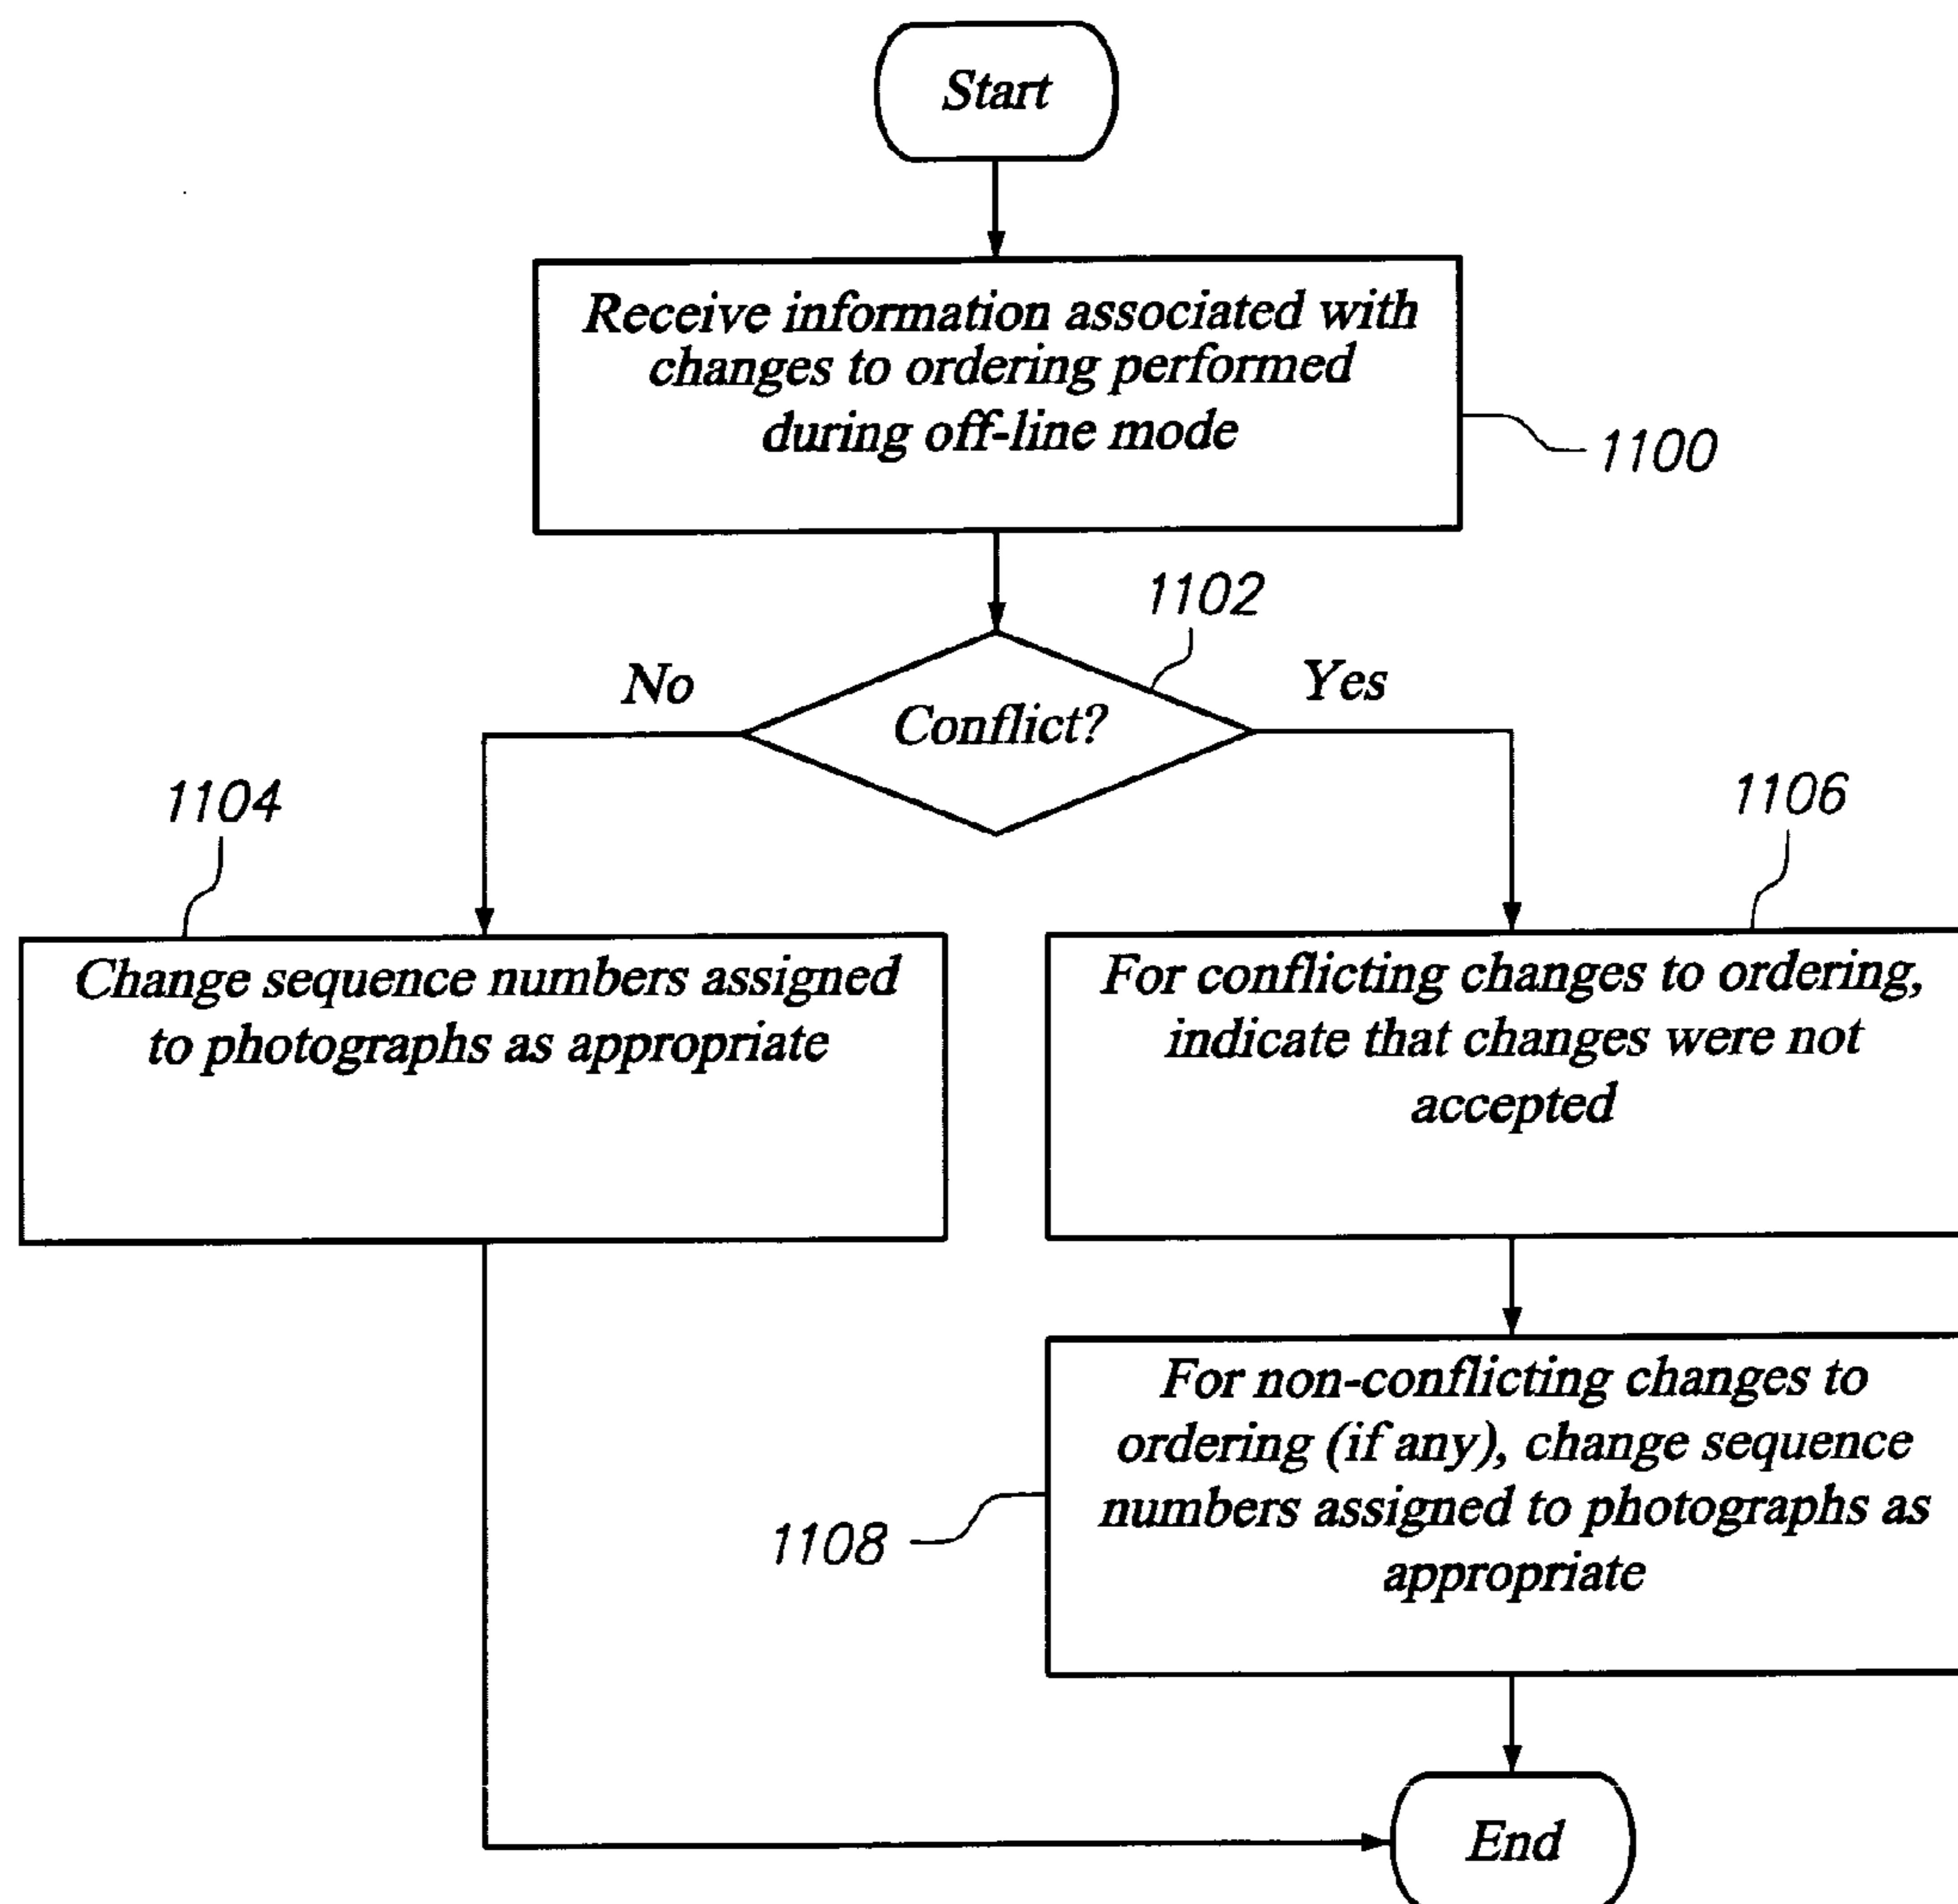 Start
Receive information associated with
changes to ordering performed
during off-line mode
1100
1102
No
Yes
Conflict?
1104
1106
Change sequence numbers assigned
to photographs as appropriate
For conflicting changes to ordering,
indicate that changes were not
accepted
For non-conflicting changes to
ordering (if any), change sequence
numbers assigned to photographs as
appropriate
1108
End